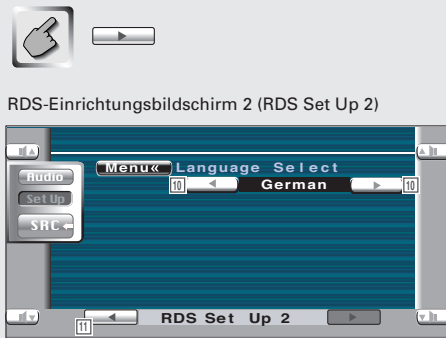 RDS-Einrichtungsbildschirm 2 (RDS Set Up 2)
Menu« Language Select
Audio
10 German 10
Set Up
SRC
11 RDS Set Up 2